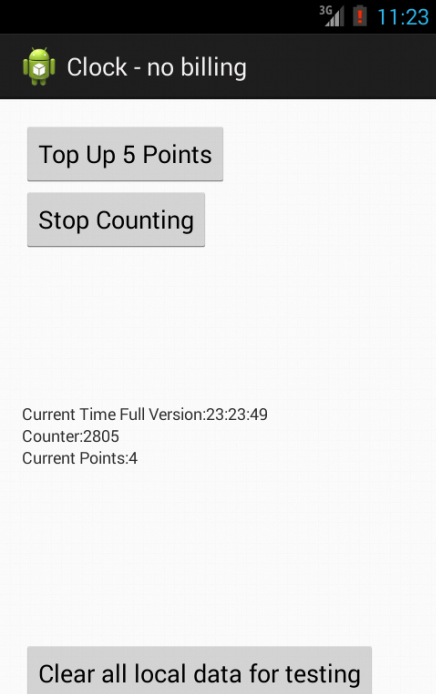 3G 11:23
Clock - no billing
Top Up 5 Points
Stop Counting
Current Time Full Version:23:23:49
Counter:2805
Current Points:4
Clear all local data for testing